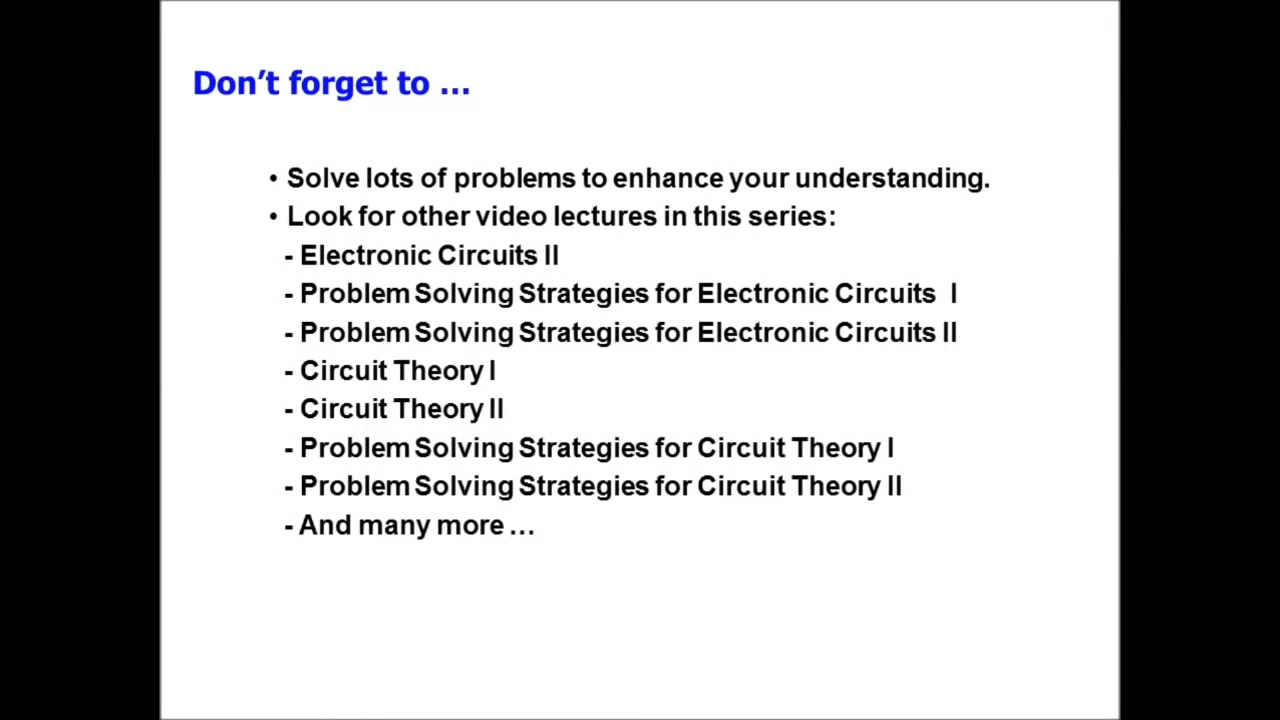 Don't forget to ...
• Solve lots of problems to enhance your understanding.
• Look for other video lectures in this series:
- Electronic Circuits II
- Problem Solving Strategies for Electronic Circuits I
- Problem Solving Strategies for Electronic Circuits II
- Circuit Theory I
- Circuit Theory II
- Problem Solving Strategies for Circuit Theory I
- Problem Solving Strategies for Circuit Theory II
- And many more ...